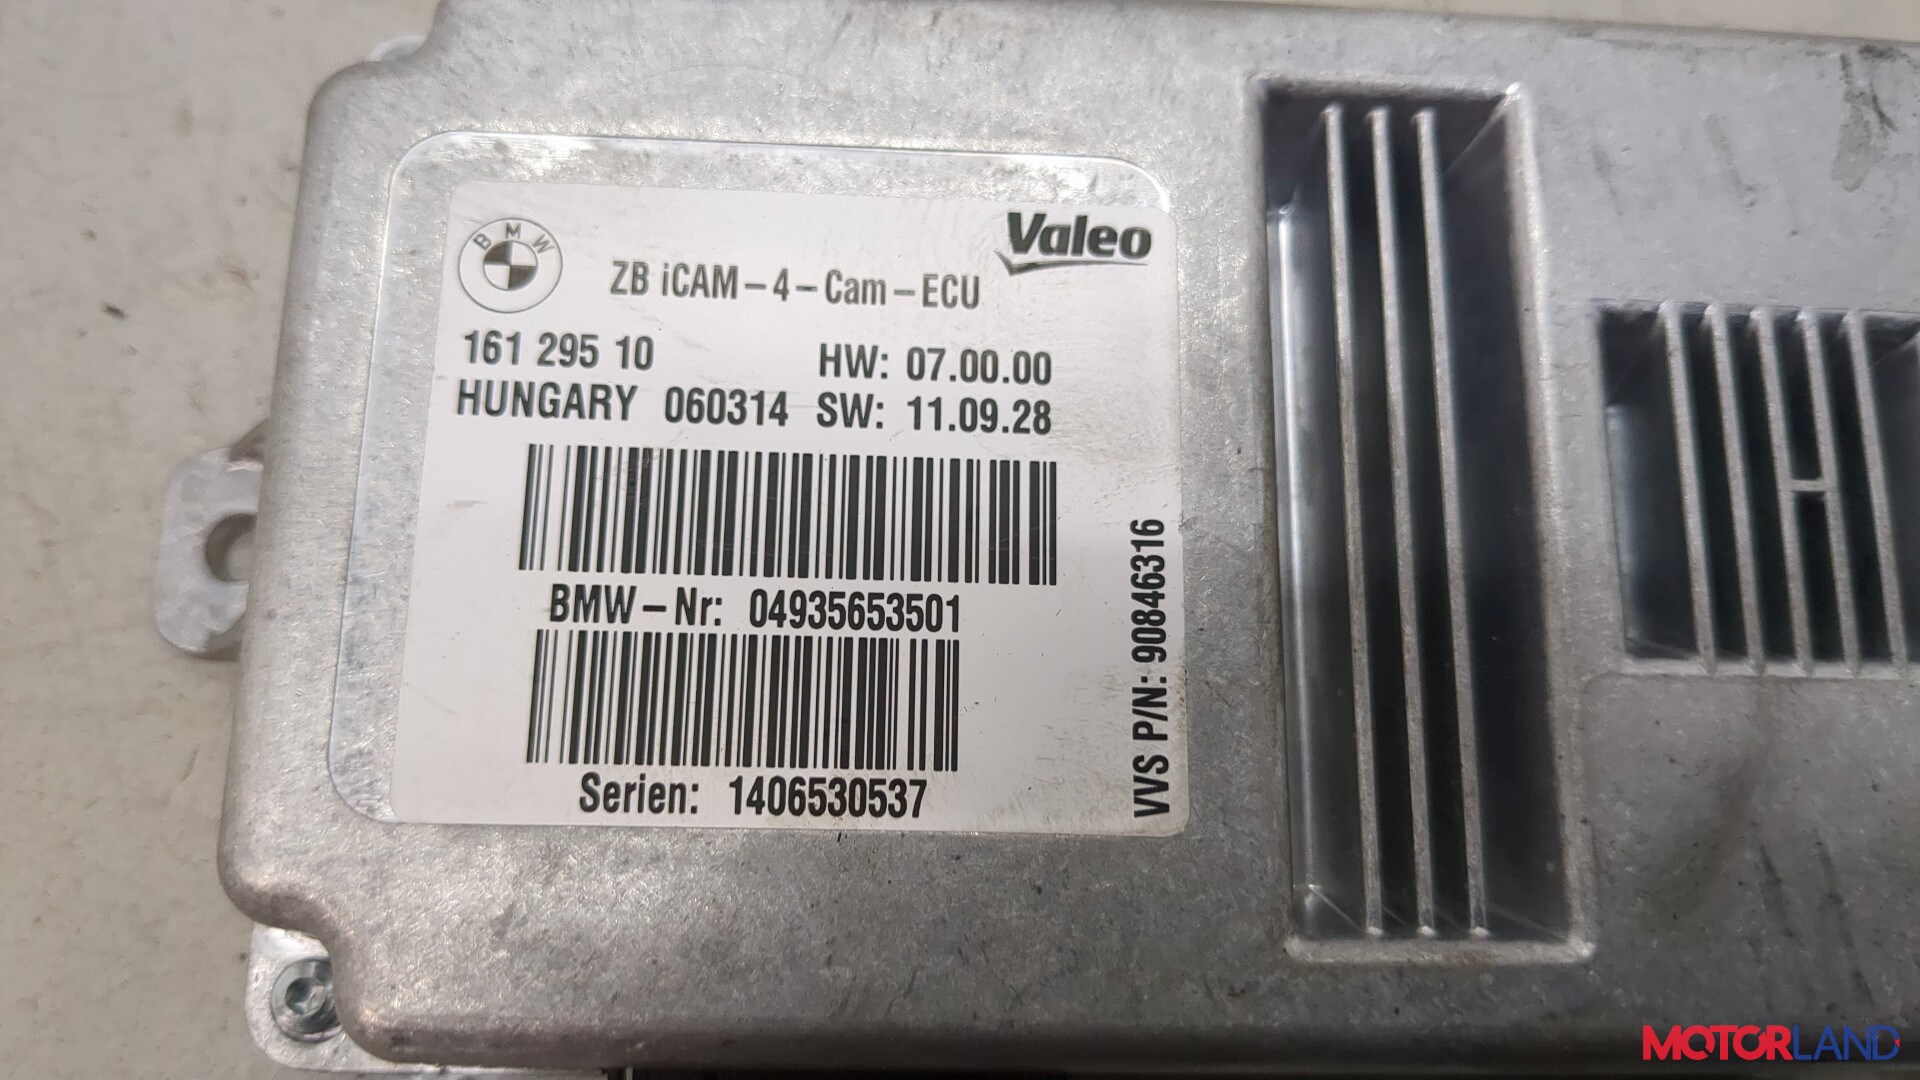 BMW
Valeo
ZB iCAM-4-Cam-ECU
161 295 10 HW: 07.00.00
HUNGARY 060314 SW: 11.09.28
BMW-Nr: 04935653501
Serien: 1406530537
VVS P/N: 90846316
MOTORLAND